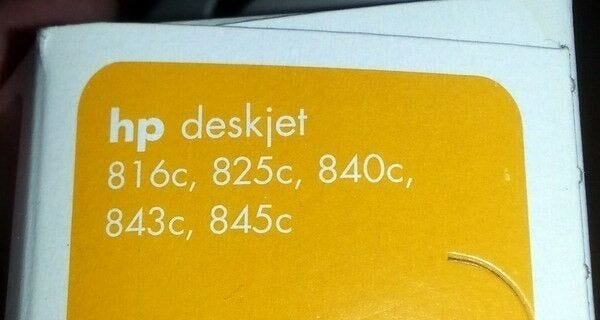 hp deskjet
816c, 825c, 840c,
843c, 845c